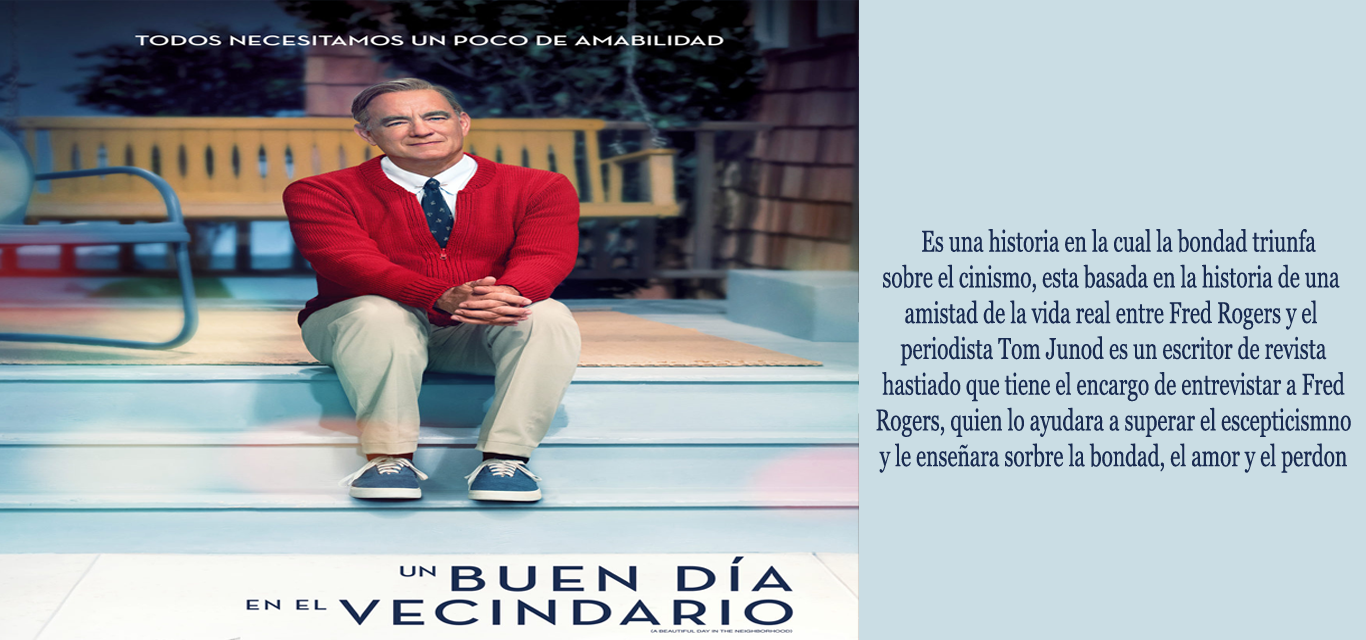 TODOS NECESITAMOS UN POCO DE AMABILIDAD
UN BUEN DÍA
EN EL VECINDARIO
(A BEAUTIFUL DAY IN THE NEIGHBORHOOD)
Es una historia en la cual la bondad triunfa
sobre el cinismo, esta basada en la historia de una
amistad de la vida real entre Fred Rogers y el
periodista Tom Junod es un escritor de revista
hastiado que tiene el encargo de entrevistar a Fred
Rogers, quien lo ayudara a superar el escepticismno
y le enseñara sorbre la bondad, el amor y el perdon